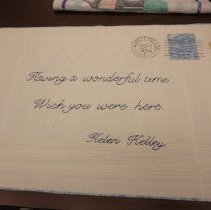 Having a wonderful time
Wish you were here.
Helen Kelley